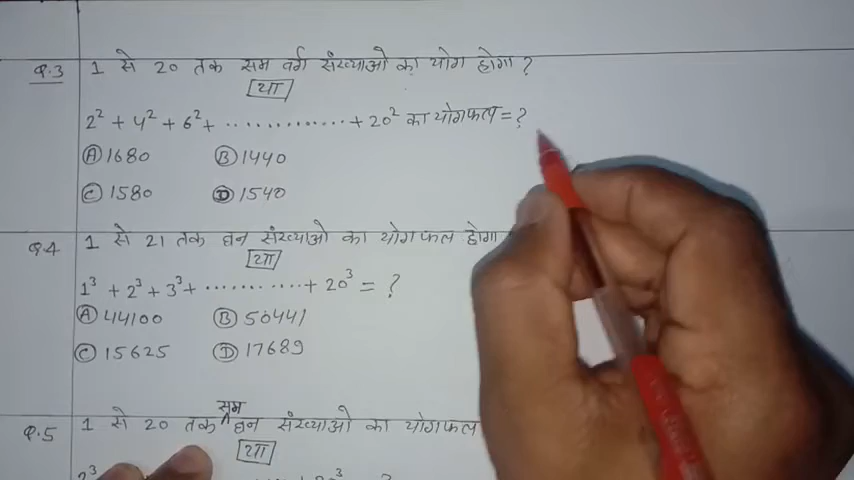 Q.3 1 से 20 तक सम वर्ग संख्याओ का योग होगा ?
या
2² + 4² + 6² + ............. + 20² का योगफल = ?
Ⓐ 1680 Ⓑ 1440
Ⓒ 1580 Ⓓ 1540
Q.4 1 से 21 तक घन संख्याओ का योगफल होगा
या
1³ + 2³ + 3³ + ........... + 20³ = ?
Ⓐ 44100 Ⓑ 50441
Ⓒ 15625 Ⓓ 17689
सम
Q.5 1 से 20 तक ^ घन संख्याओ का योगफल
या
2³